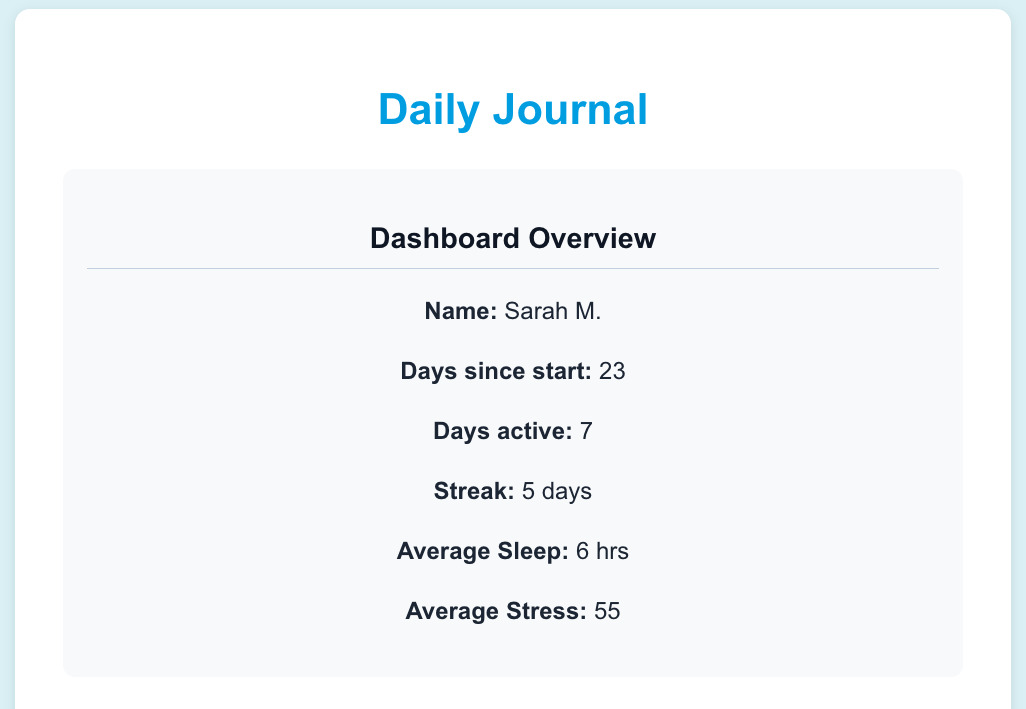 Daily Journal
Dashboard Overview
Name: Sarah M.
Days since start: 23
Days active: 7
Streak: 5 days
Average Sleep: 6 hrs
Average Stress: 55